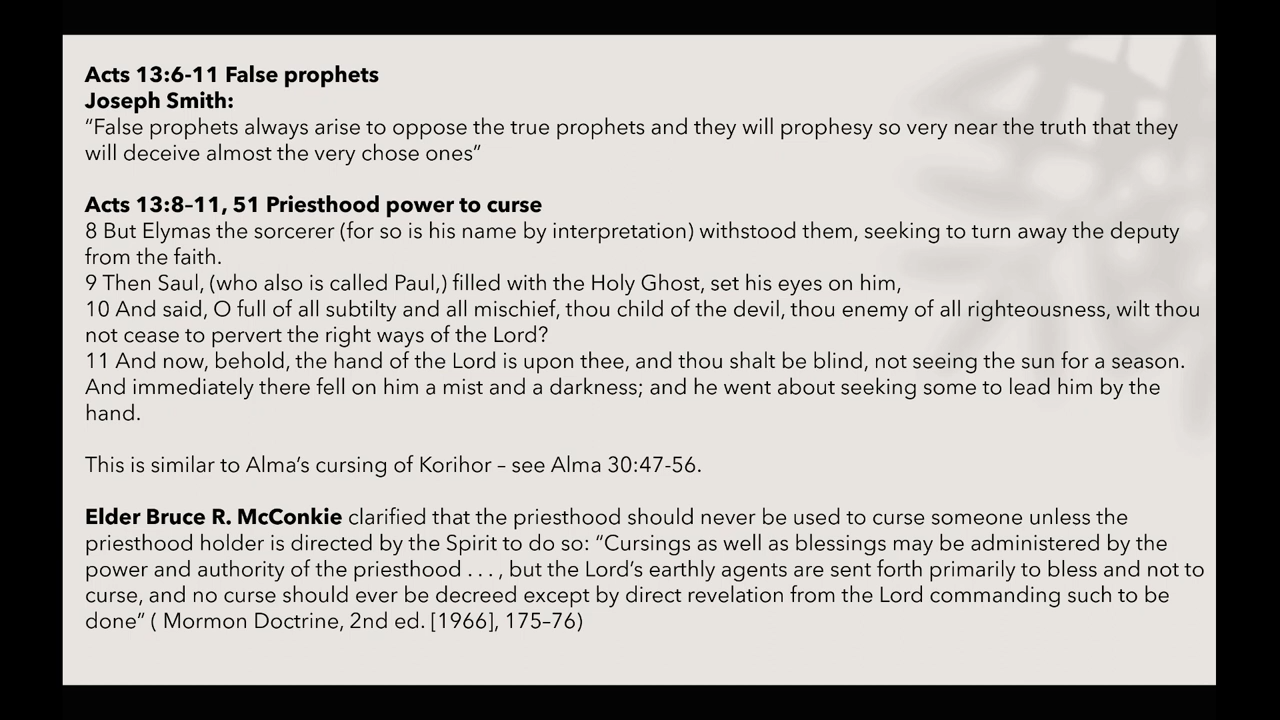 Acts 13:6-11 False prophets
Joseph Smith:
“False prophets always arise to oppose the true prophets and they will prophesy so very near the truth that they
will deceive almost the very chose ones”
Acts 13:8–11, 51 Priesthood power to curse
8 But Elymas the sorcerer (for so is his name by interpretation) withstood them, seeking to turn away the deputy
from the faith.
9 Then Saul, (who also is called Paul,) filled with the Holy Ghost, set his eyes on him,
10 And said, O full of all subtilty and all mischief, thou child of the devil, thou enemy of all righteousness, wilt thou
not cease to pervert the right ways of the Lord?
11 And now, behold, the hand of the Lord is upon thee, and thou shalt be blind, not seeing the sun for a season.
And immediately there fell on him a mist and a darkness; and he went about seeking some to lead him by the
hand.
This is similar to Alma’s cursing of Korihor – see Alma 30:47-56.
Elder Bruce R. McConkie clarified that the priesthood should never be used to curse someone unless the
priesthood holder is directed by the Spirit to do so: “Cursings as well as blessings may be administered by the
power and authority of the priesthood . . . , but the Lord’s earthly agents are sent forth primarily to bless and not to
curse, and no curse should ever be decreed except by direct revelation from the Lord commanding such to be
done” ( Mormon Doctrine, 2nd ed. [1966], 175–76)